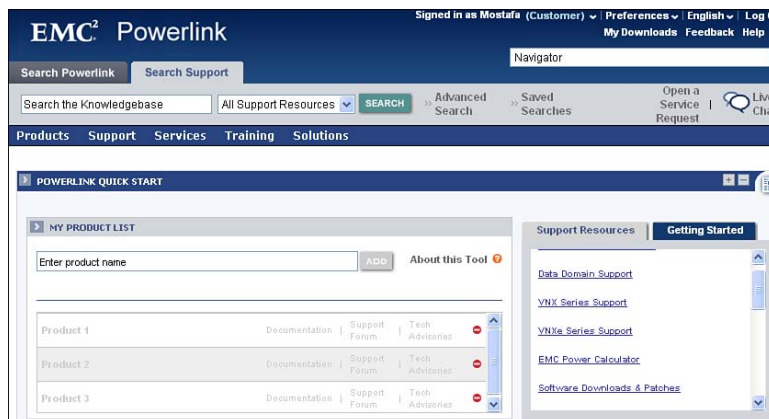 Signed in as Mostafa (Customer) | Preferences | English | Log
EMC² Powerlink
My Downloads Feedback Help
Navigator
Search Powerlink Search Support
Search the Knowledgebase All Support Resources SEARCH » Advanced Search » Saved Searches Open a Service Request |
Products Support Services Training Solutions
POWERLINK QUICK START
MY PRODUCT LIST
Support Resources Getting Started
Enter product name ADD About this Tool
Data Domain Support
VNX Series Support
Product 1 Documentation | Support Forum | Tech Advisories
VNXe Series Support
Product 2 Documentation | Support Forum | Tech Advisories
EMC Power Calculator
Product 3 Documentation | Support Forum | Tech Advisories
Software Downloads & Patches